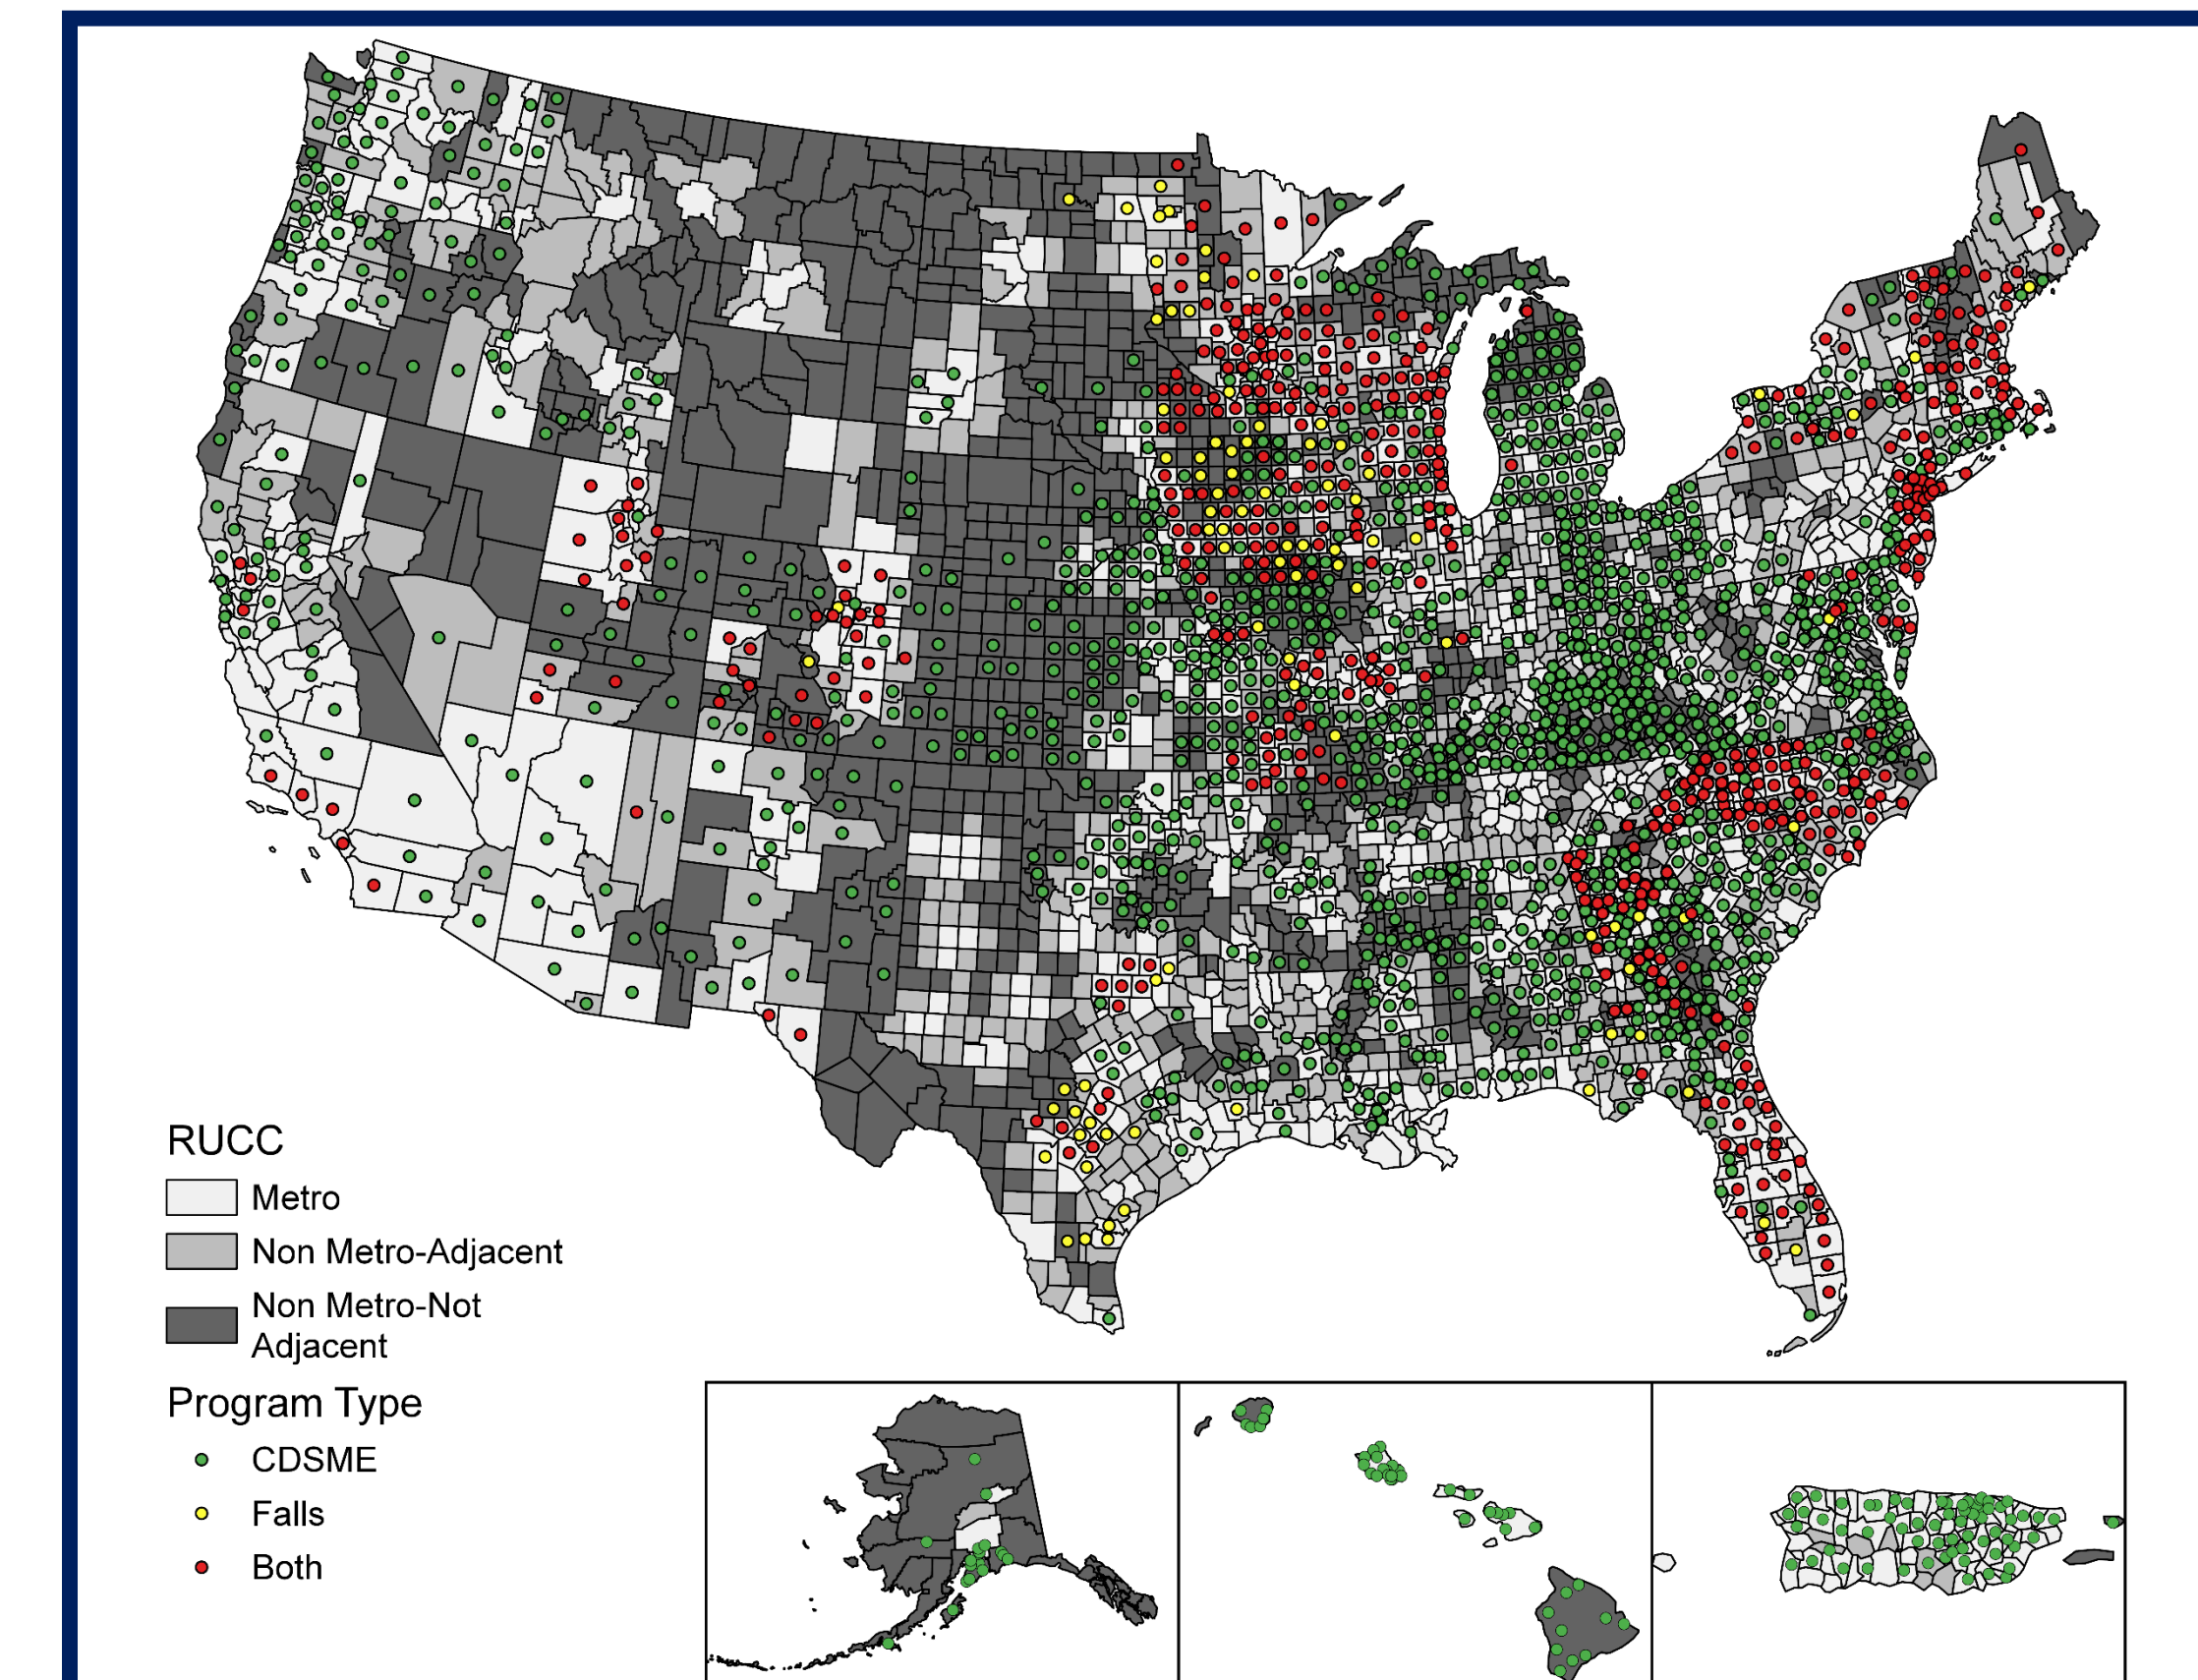 RUCC
Metro
Non Metro-Adjacent
Non Metro-Not
Adjacent
Program Type
CDSME
Falls
Both